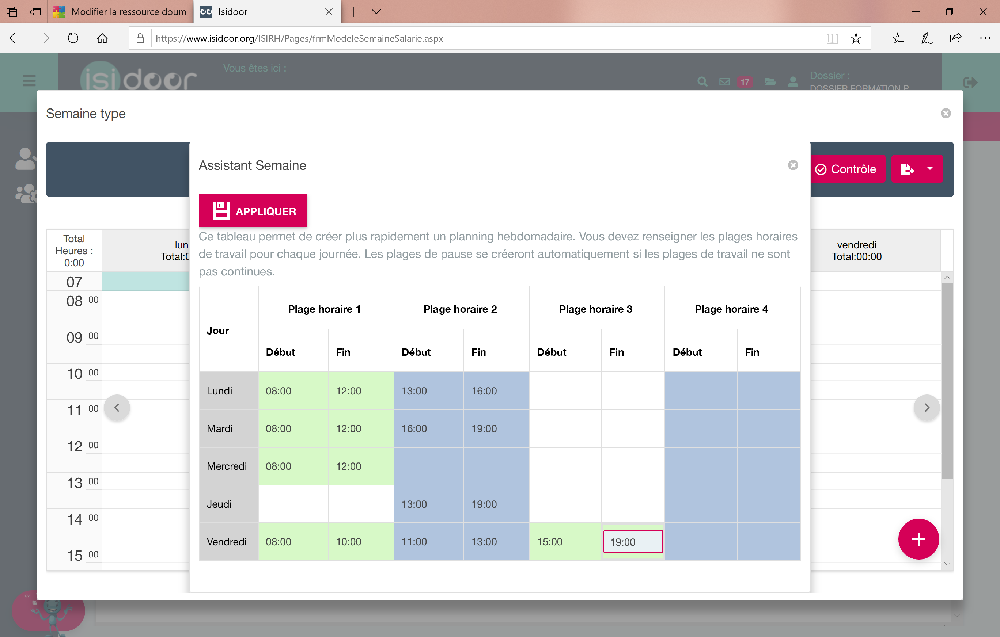 Modifier la ressource doum
Isidoor
https://www.isidoor.org/ISIRH/Pages/frmModeleSemaineSalarie.aspx
isidoor
Vous êtes ici :
17
Dossier :
DOSSIER FORMATION P
Semaine type
Assistant Semaine
Contrôle
APPLIQUER
Ce tableau permet de créer plus rapidement un planning hebdomadaire. Vous devez renseigner les plages horaires
de travail pour chaque journée. Les plages de pause se créeront automatiquement si les plages de travail ne sont
pas continues.
Total
Heures :
0:00
lun
Total:0
vendredi
Total:00:00
07
08 00
09 00
10 00
11 00
12 00
13 00
14 00
15 00
Jour Plage horaire 1 Plage horaire 2 Plage horaire 3 Plage horaire 4
Début Fin Début Fin Début Fin Début Fin
Lundi 08:00 12:00 13:00 16:00
Mardi 08:00 12:00 16:00 19:00
Mercredi 08:00 12:00
Jeudi 13:00 19:00
Vendredi 08:00 10:00 11:00 13:00 15:00 19:00
CV